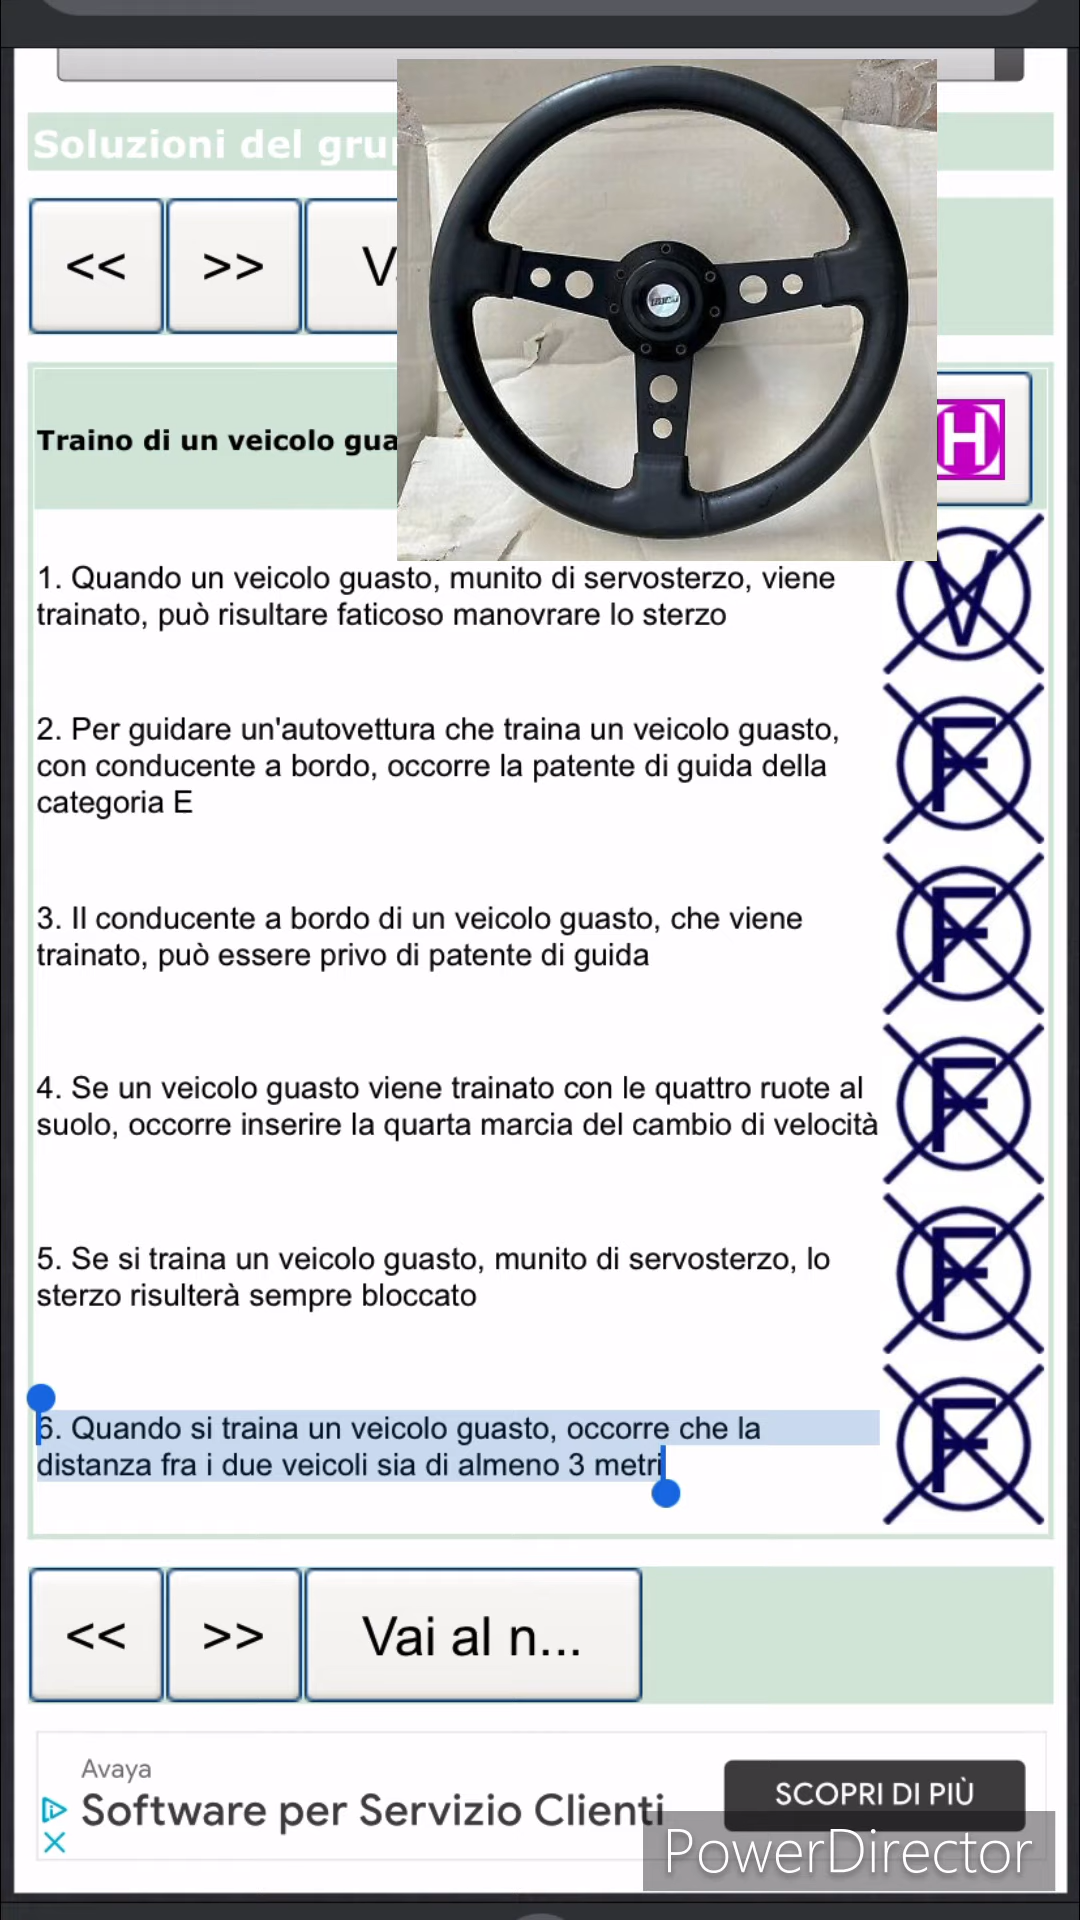 Soluzioni del gru
<< >> V
Traino di un veicolo gua
H
1. Quando un veicolo guasto, munito di servosterzo, viene
trainato, può risultare faticoso manovrare lo sterzo
V
2. Per guidare un'autovettura che traina un veicolo guasto,
con conducente a bordo, occorre la patente di guida della
categoria E
F
3. Il conducente a bordo di un veicolo guasto, che viene
trainato, può essere privo di patente di guida
F
4. Se un veicolo guasto viene trainato con le quattro ruote al
suolo, occorre inserire la quarta marcia del cambio di velocità
F
5. Se si traina un veicolo guasto, munito di servosterzo, lo
sterzo risulterà sempre bloccato
F
6. Quando si traina un veicolo guasto, occorre che la
distanza fra i due veicoli sia di almeno 3 metri
F
<< >> Vai al n...
Avaya
Software per Servizio Clienti
SCOPRI DI PIÙ
PowerDirector